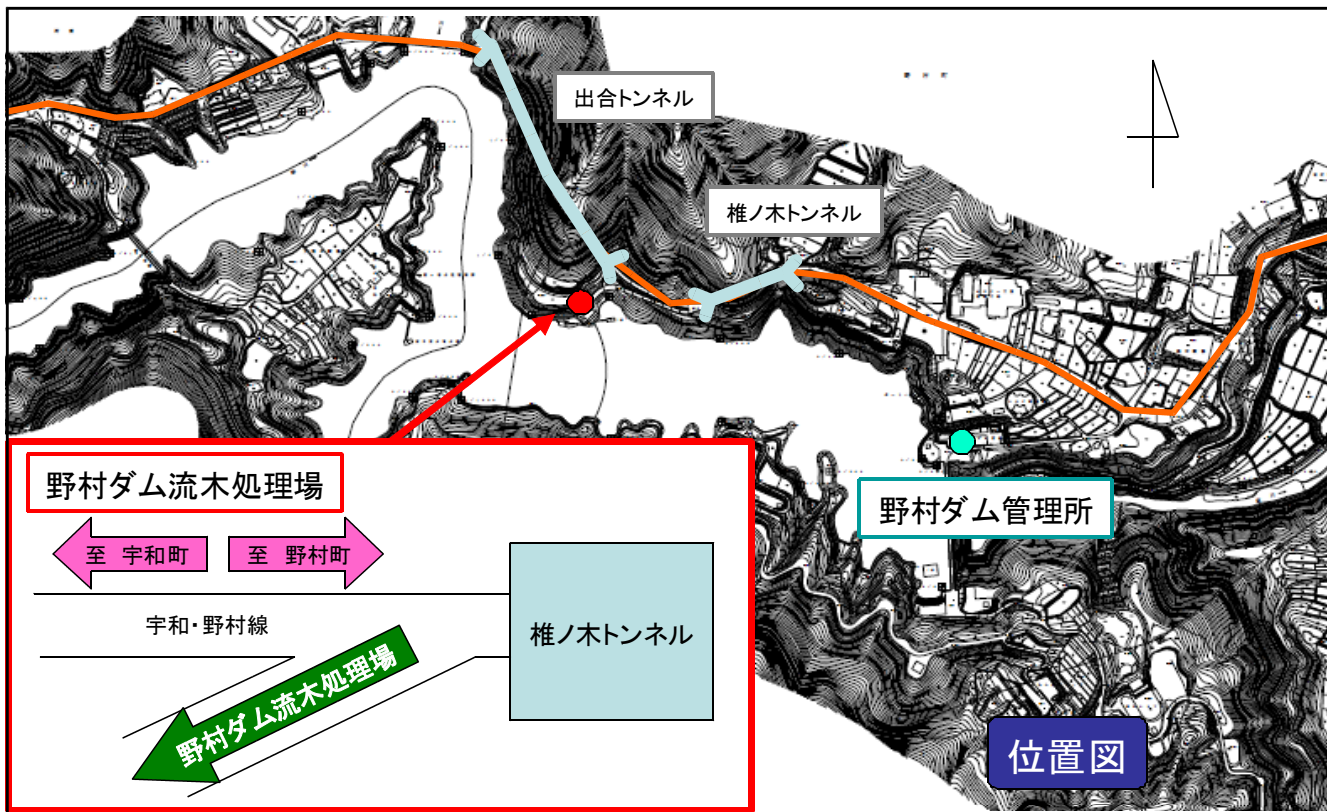 出合トンネル
椎ノ木トンネル
野村ダム管理所
野村ダム流木処理場
至 宇和町
至 野村町
宇和・野村線
椎ノ木トンネル
野村ダム流木処理場
位置図